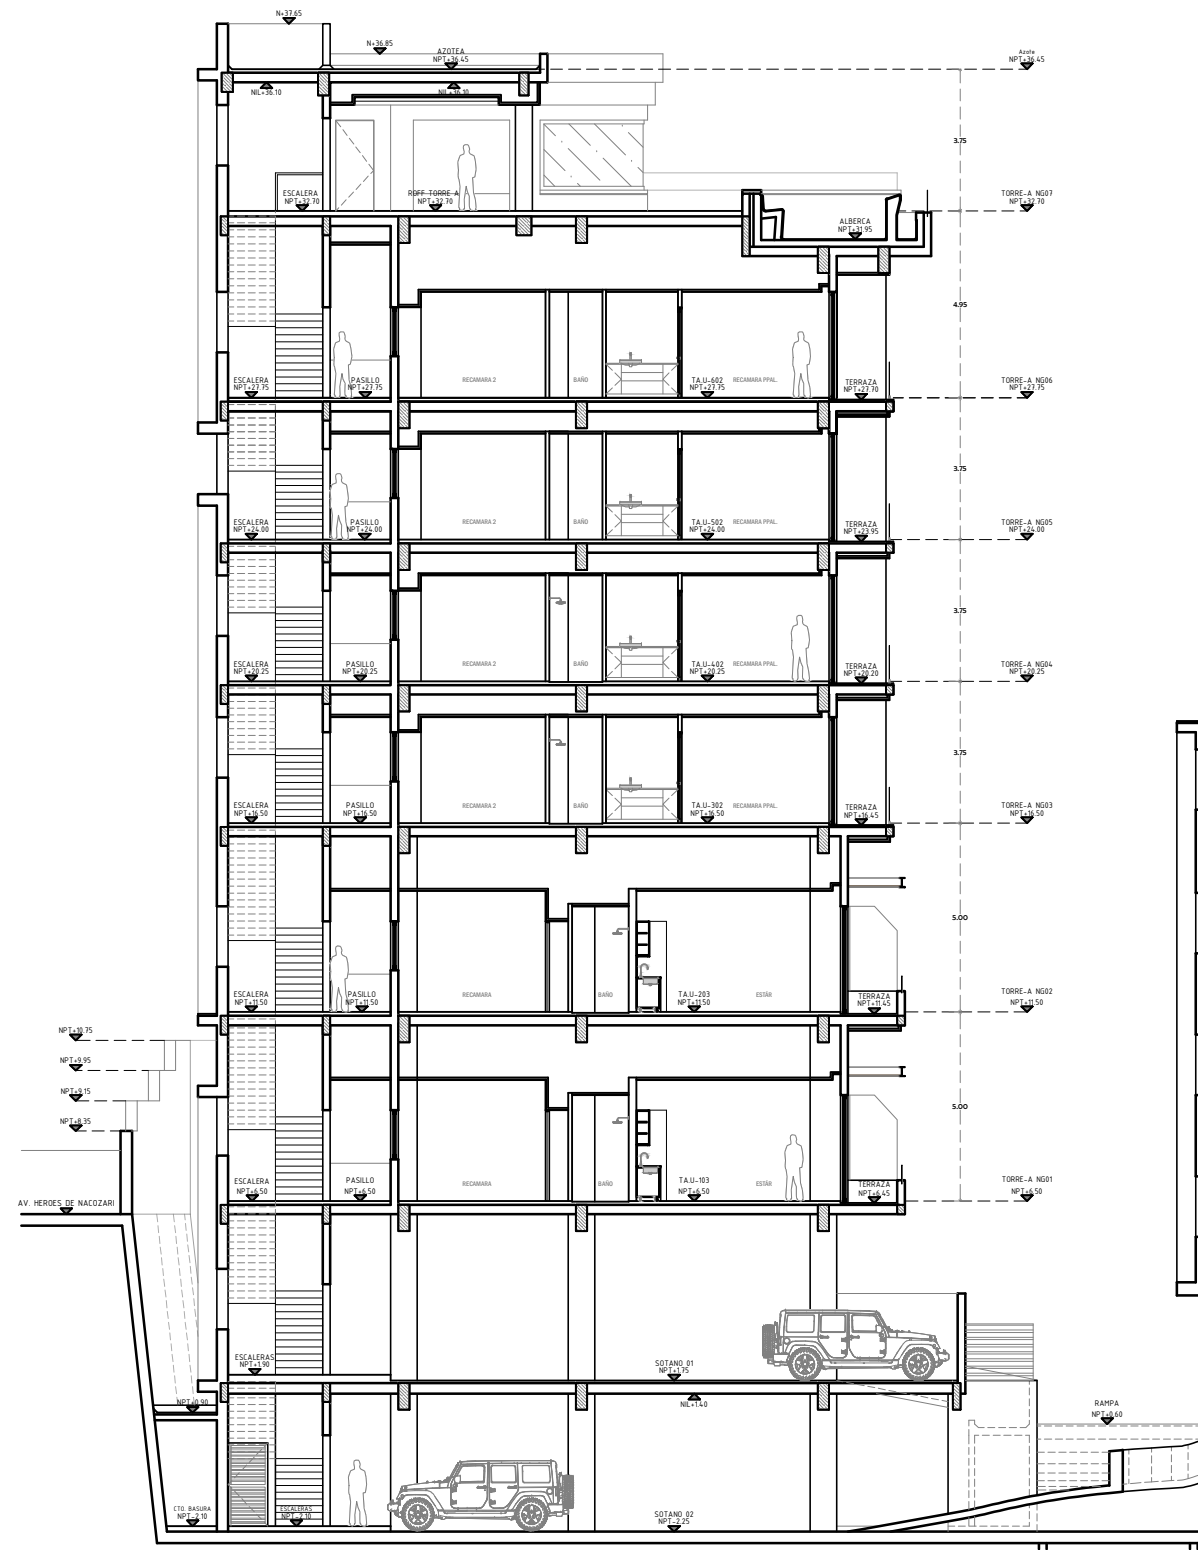 N+37.65
N+36.85
AZOTEA
NPT+36.45
Azote
NPT+36.45
NIL+36.10
NIL+36.10
3.75
ESCALERA
NPT+32.70
ROFF TORRE A
NPT+32.70
TORRE-A NG07
NPT+32.70
ALBERCA
NPT+31.95
4.95
ESCALERA
NPT+27.75
PASILLO
NPT+27.75
RECAMARA 2
BAÑO
TA.U-602
NPT+27.75
RECAMARA PPAL.
TERRAZA
NPT+27.70
TORRE-A NG06
NPT+27.75
3.75
ESCALERA
NPT+24.00
PASILLO
NPT+24.00
RECAMARA 2
BAÑO
TA.U-502
NPT+24.00
RECAMARA PPAL.
TERRAZA
NPT+23.95
TORRE-A NG05
NPT+24.00
3.75
ESCALERA
NPT+20.25
PASILLO
NPT+20.25
RECAMARA 2
BAÑO
TA.U-402
NPT+20.25
RECAMARA PPAL.
TERRAZA
NPT+20.20
TORRE-A NG04
NPT+20.25
3.75
ESCALERA
NPT+16.50
PASILLO
NPT+16.50
RECAMARA 2
BAÑO
TA.U-302
NPT+16.50
RECAMARA PPAL.
TERRAZA
NPT+16.45
TORRE-A NG03
NPT+16.50
5.00
ESCALERA
NPT+11.50
PASILLO
NPT+11.50
RECAMARA
BAÑO
TA.U-203
NPT+11.50
ESTÁR
TERRAZA
NPT+11.45
TORRE-A NG02
NPT+11.50
NPT+10.75
NPT+9.95
NPT+9.15
NPT+8.35
5.00
ESCALERA
NPT+6.50
PASILLO
NPT+6.50
RECAMARA
BAÑO
TA.U-103
NPT+6.50
ESTÁR
TERRAZA
NPT+6.45
TORRE-A NG01
NPT+6.50
AV. HEROES DE NACOZARI
ESCALERAS
NPT+1.90
SOTANO 01
NPT+1.75
NPT+0.90
NIL+1.40
RAMPA
NPT+0.60
CTO. BASURA
NPT-2.10
ESCALERAS
NPT-2.10
SOTANO 02
NPT-2.25